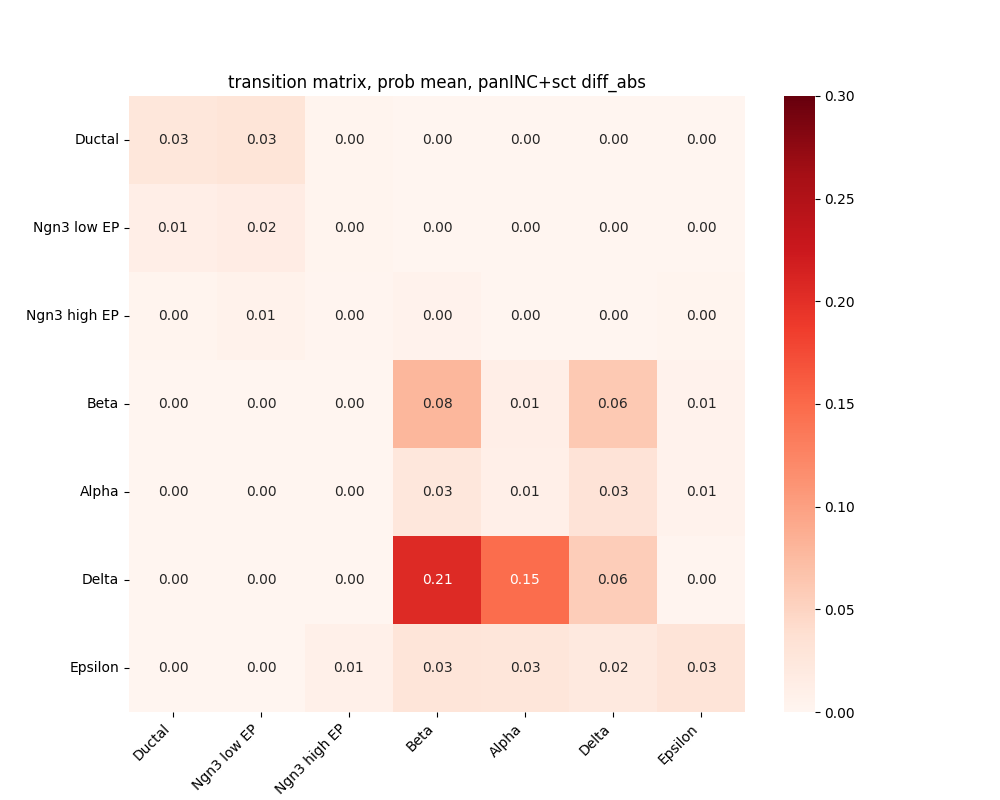 transition matrix, prob mean, panINC+sct diff_abs
Ductal 0.03 0.03 0.00 0.00 0.00 0.00 0.00
Ngn3 low EP 0.01 0.02 0.00 0.00 0.00 0.00 0.00
Ngn3 high EP 0.00 0.01 0.00 0.00 0.00 0.00 0.00
Beta 0.00 0.00 0.00 0.08 0.01 0.06 0.01
Alpha 0.00 0.00 0.00 0.03 0.01 0.03 0.01
Delta 0.00 0.00 0.00 0.21 0.15 0.06 0.00
Epsilon 0.00 0.00 0.01 0.03 0.03 0.02 0.03
Ductal Ngn3 low EP Ngn3 high EP Beta Alpha Delta Epsilon
0.30
0.25
0.20
0.15
0.10
0.05
0.00